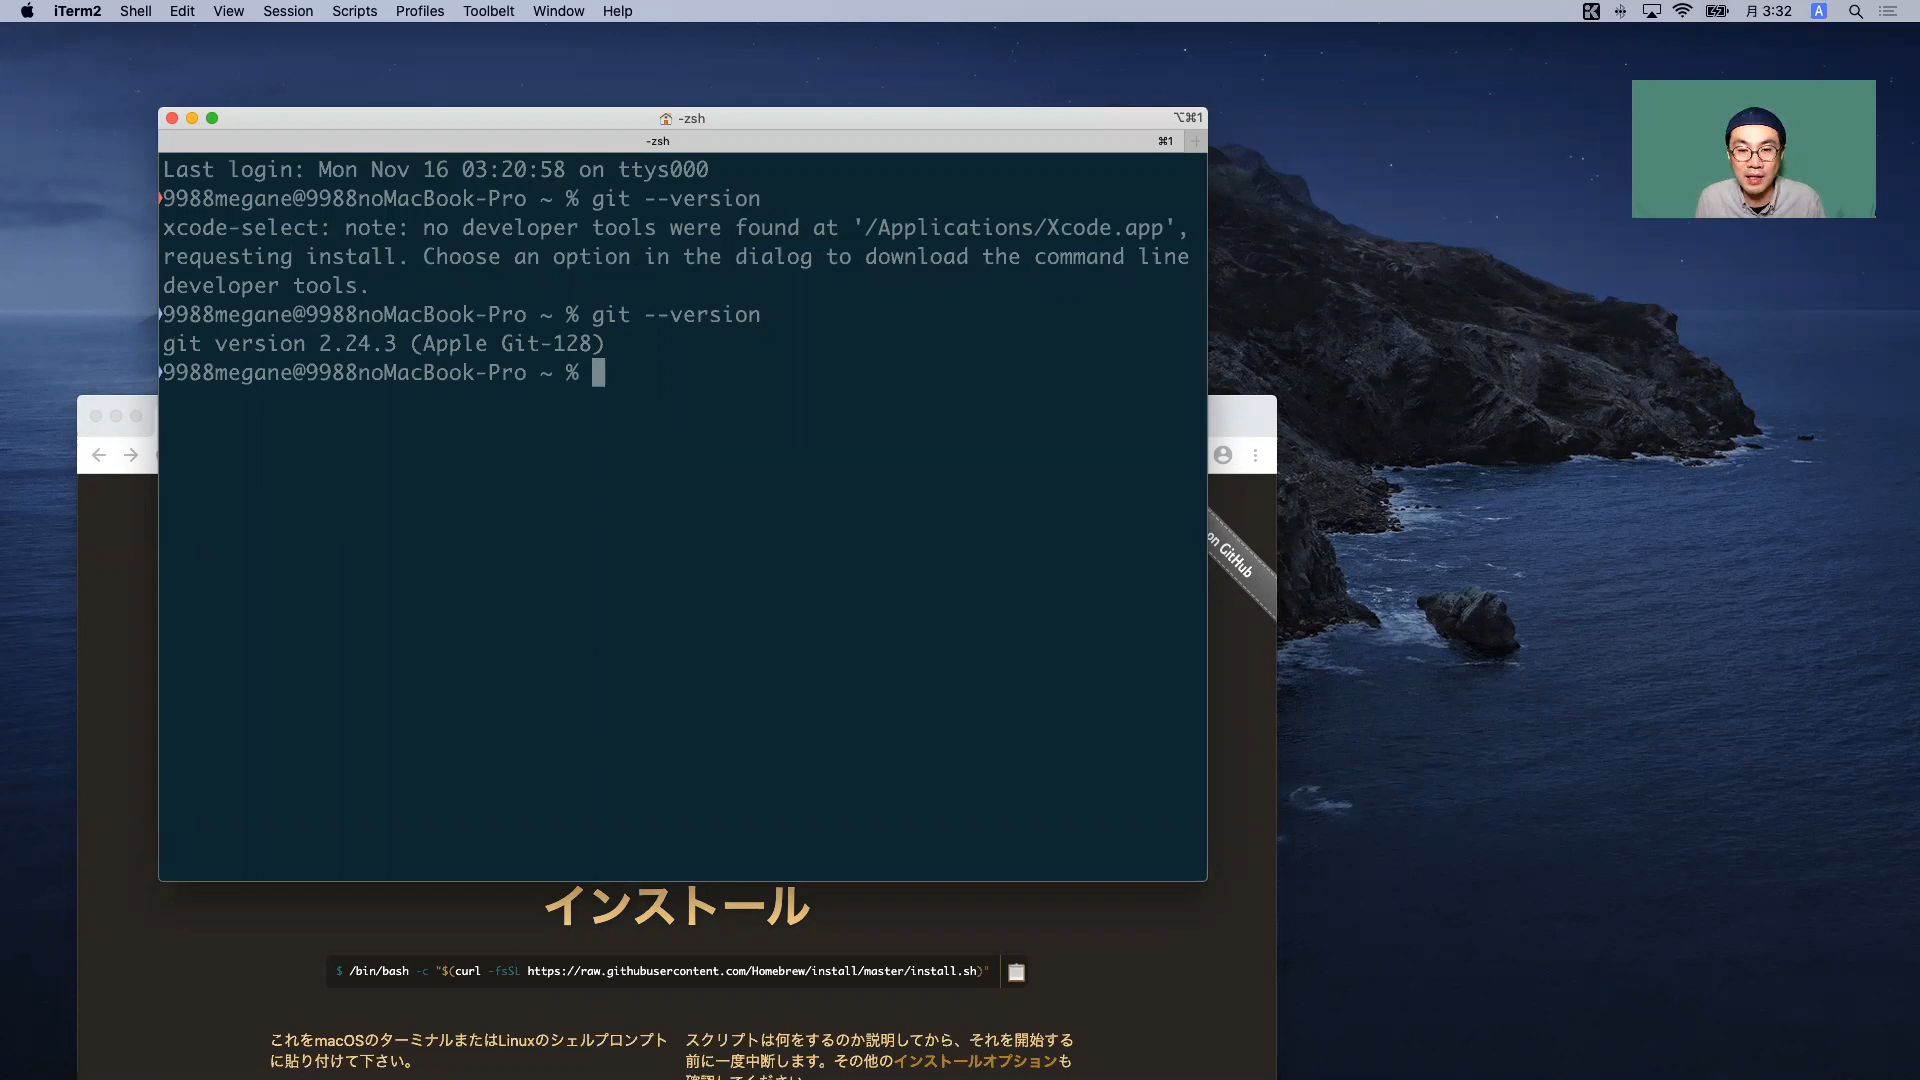 iTerm2 Shell Edit View Session Scripts Profiles Toolbelt Window Help 月 3:32 A
-zsh ⌥⌘1
-zsh ⌘1
Last login: Mon Nov 16 03:20:58 on ttys000
9988megane@9988noMacBook-Pro ~ % git --version
xcode-select: note: no developer tools were found at '/Applications/Xcode.app',
requesting install. Choose an option in the dialog to download the command line
developer tools.
9988megane@9988noMacBook-Pro ~ % git --version
git version 2.24.3 (Apple Git-128)
9988megane@9988noMacBook-Pro ~ %
on GitHub
インストール
$ /bin/bash -c "$(curl -fsSL https://raw.githubusercontent.com/Homebrew/install/master/install.sh)"
これをmacOSのターミナルまたはLinuxのシェルプロンプト
に貼り付けて下さい。
スクリプトは何をするのか説明してから、それを開始する
前に一度中断します。その他のインストールオプションも
確認してください